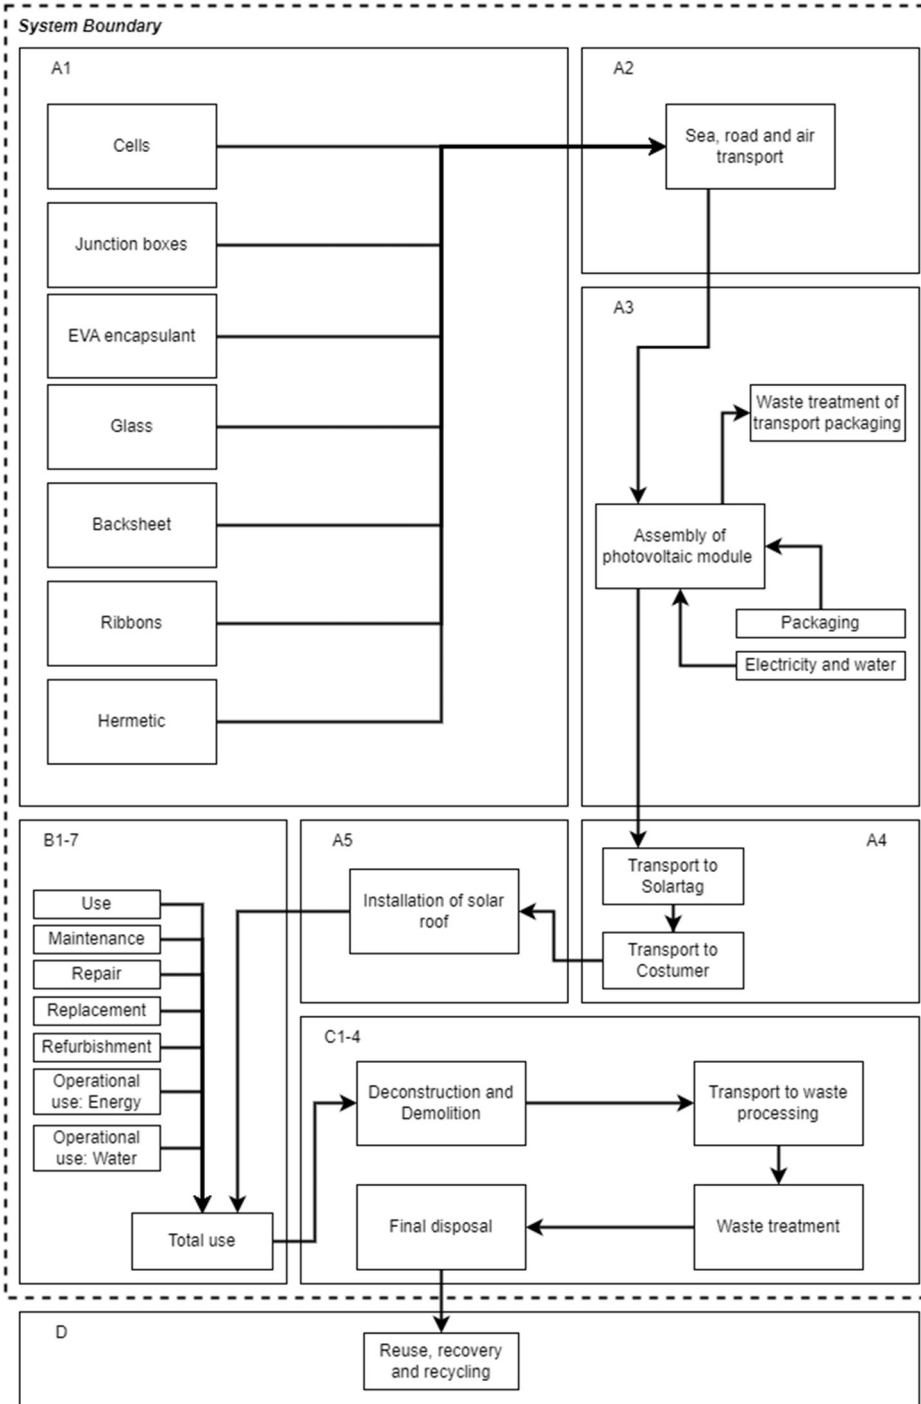 System Boundary
A1
Cells
Junction boxes
EVA encapsulant
Glass
Backsheet
Ribbons
Hermetic
A2
Sea, road and air
transport
A3
Waste treatment of
transport packaging
Assembly of
photovoltaic module
Packaging
Electricity and water
B1-7
Use
Maintenance
Repair
Replacement
Refurbishment
Operational
use: Energy
Operational
use: Water
Total use
A5
Installation of solar
roof
A4
Transport to
Solartag
Transport to
Costumer
C1-4
Deconstruction and
Demolition
Transport to waste
processing
Final disposal
Waste treatment
D
Reuse, recovery
and recycling